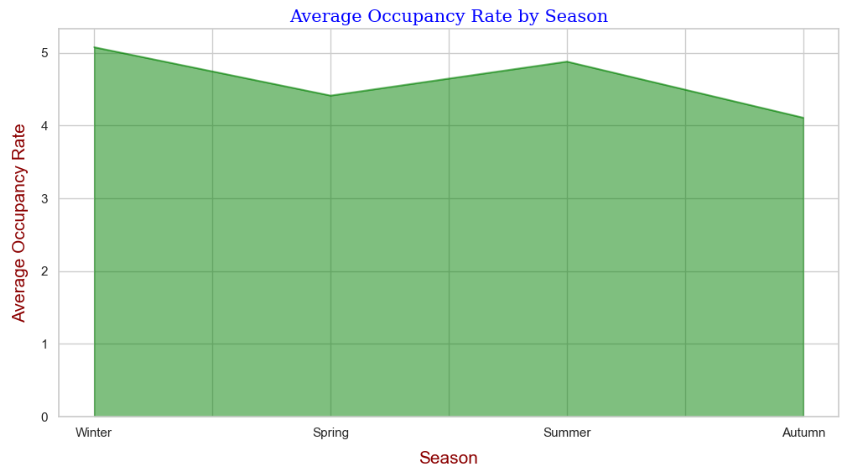 Average Occupancy Rate by Season
Average Occupancy Rate
5
4
3
2
1
0
Winter
Spring
Summer
Autumn
Season